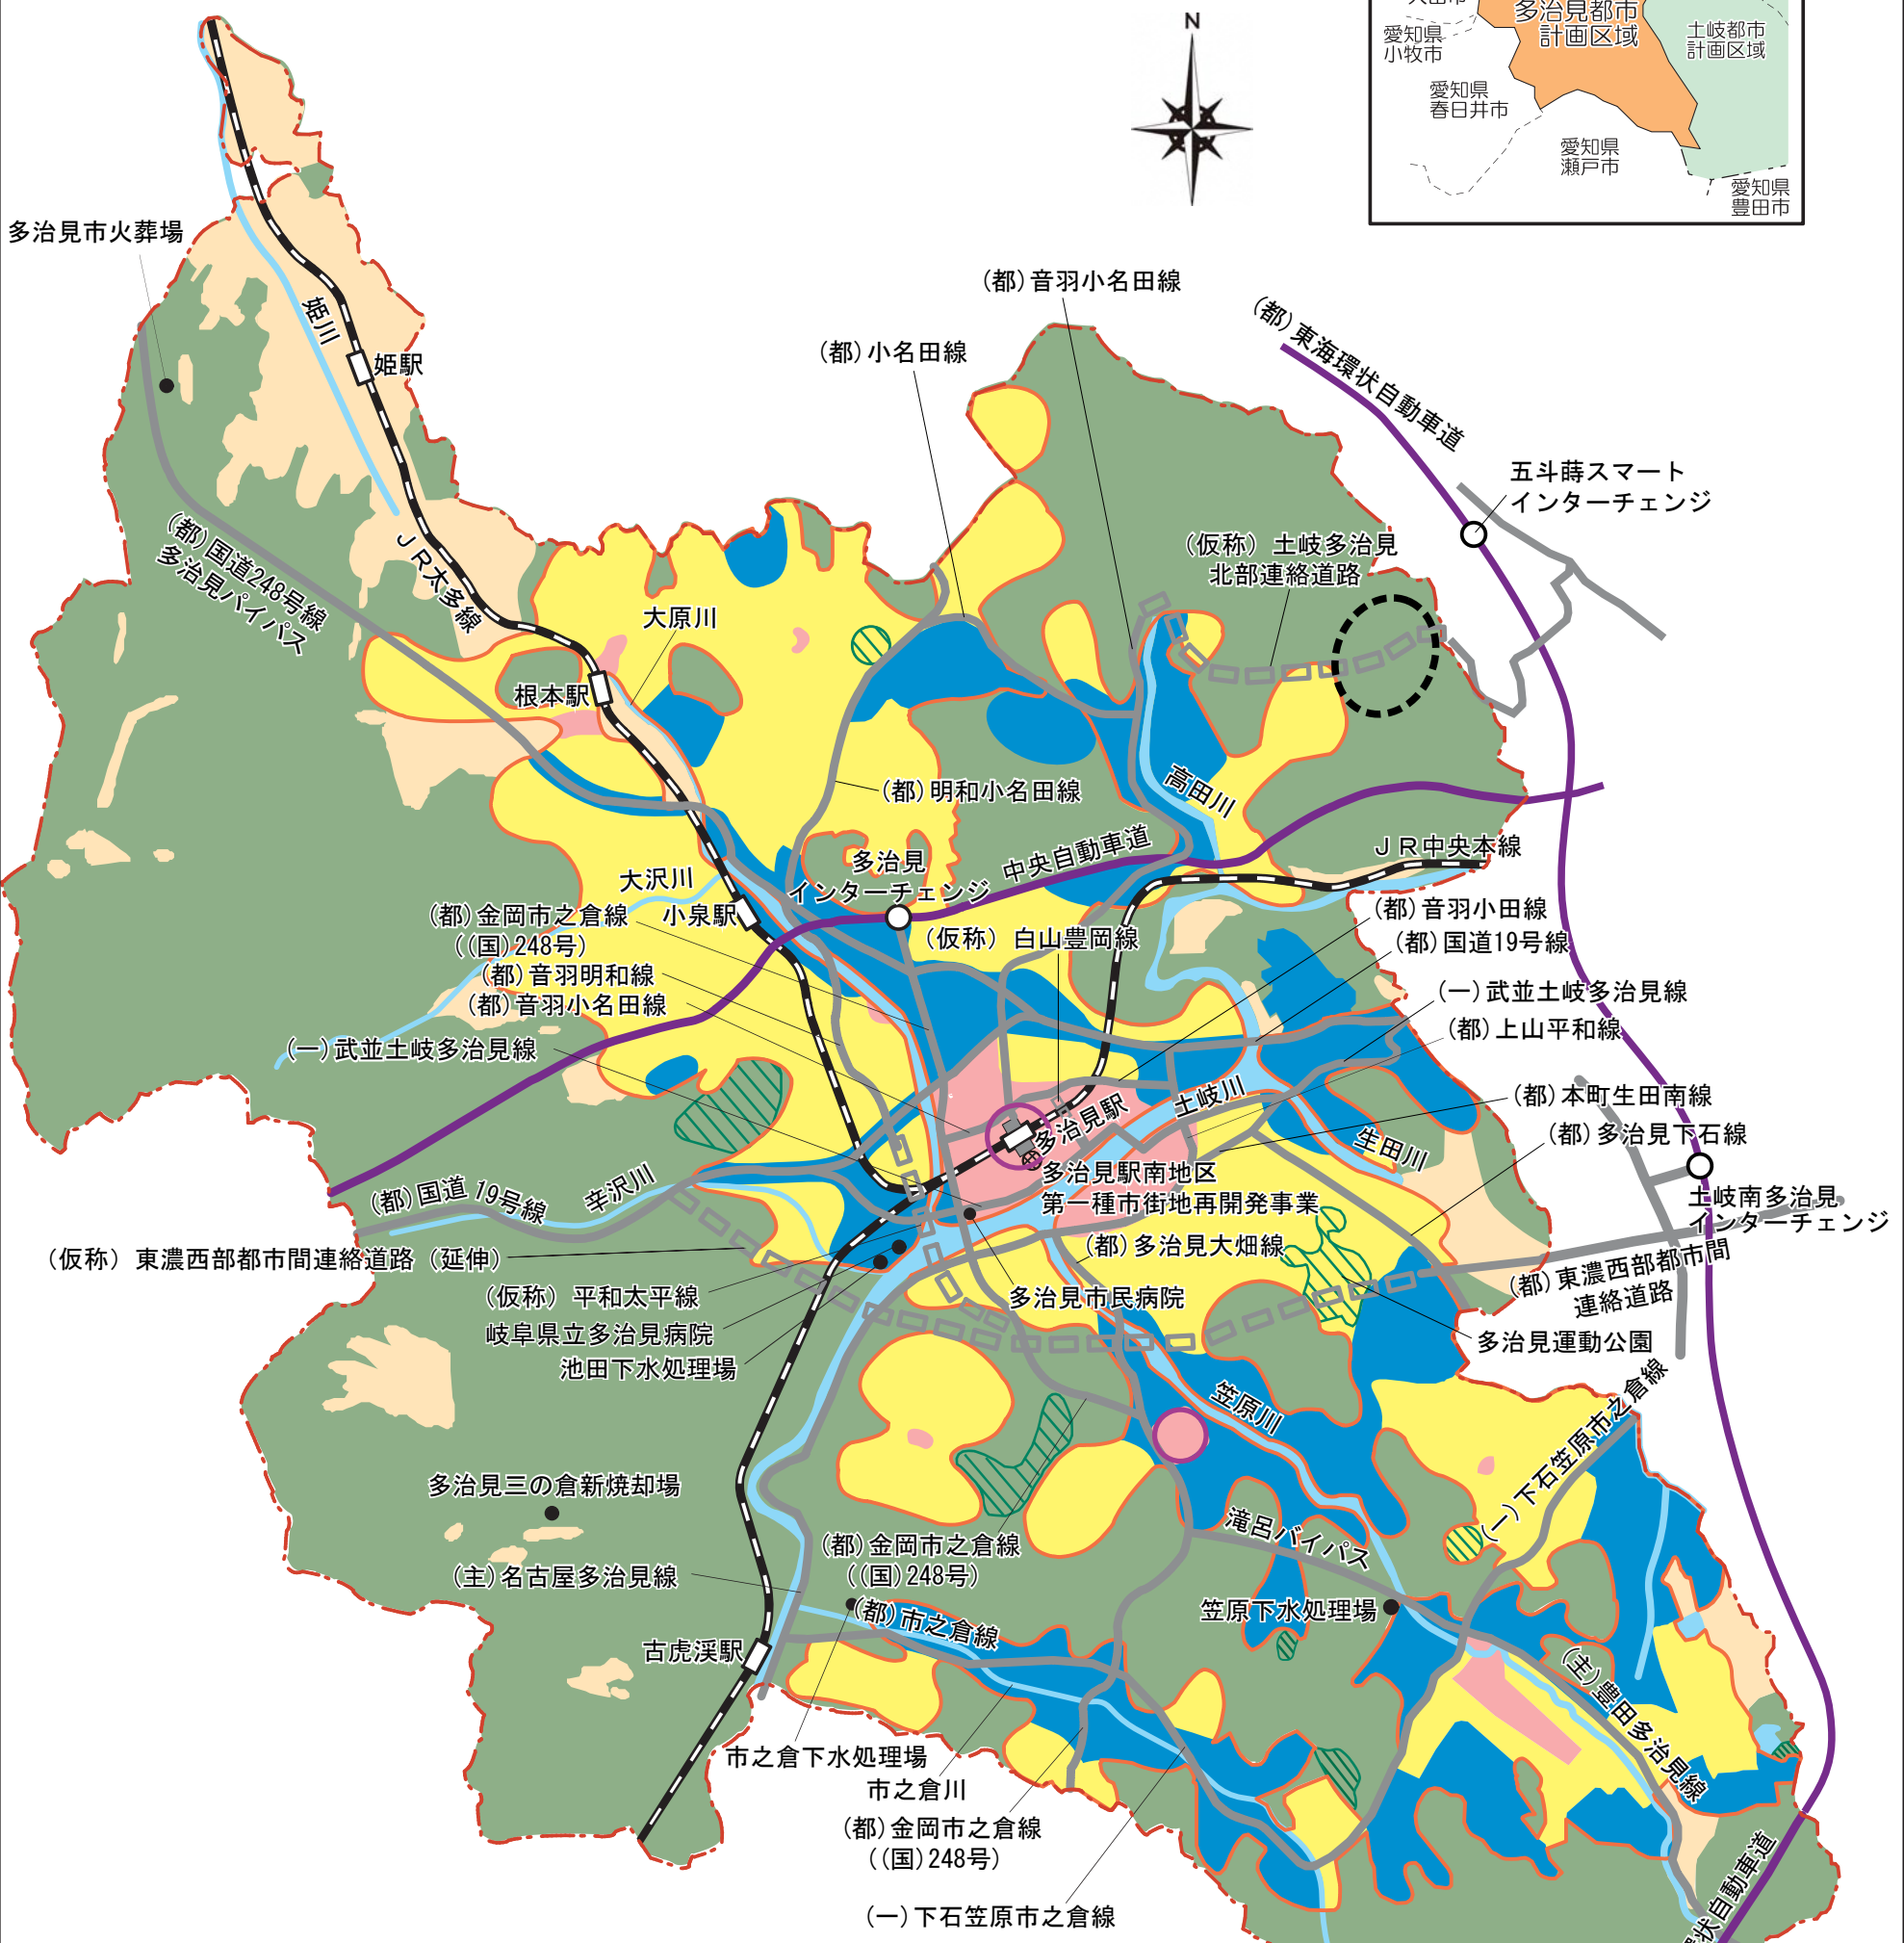 N
多治見都市
計画区域
愛知県
小牧市
土岐都市
計画区域
愛知県
春日井市
愛知県
瀬戸市
愛知県
豊田市
多治見市火葬場
姫川
姫駅
(都)音羽小名田線
(都)小名田線
(都)東海環状自動車道
五斗蒔スマート
インターチェンジ
(仮称)土岐多治見
北部連絡道路
(都)国道248号線
多治見バイパス
JR太多線
大原川
根本駅
(都)明和小名田線
高田川
中央自動車道
JR中央本線
多治見
インターチェンジ
大沢川
小泉駅
(都)金岡市之倉線
((国)248号)
(都)音羽明和線
(都)音羽小名田線
(一)武並土岐多治見線
(仮称)白山豊岡線
(都)音羽小田線
(都)国道19号線
(一)武並土岐多治見線
(都)上山平和線
(都)本町生田南線
(都)多治見下石線
土岐川
生田川
多治見駅
多治見駅南地区
第一種市街地再開発事業
土岐南多治見
インターチェンジ
(都)国道19号線
辛沢川
(仮称)東濃西部都市間連絡道路(延伸)
(都)多治見大畑線
(都)東濃西部都市間
連絡道路
(仮称)平和太平線
岐阜県立多治見病院
池田下水処理場
多治見市民病院
多治見運動公園
笠原川
(一)下石笠原市之倉線
多治見三の倉新焼却場
滝呂バイパス
(都)金岡市之倉線
((国)248号)
(主)名古屋多治見線
(都)市之倉線
笠原下水処理場
古虎渓駅
(主)豊田多治見線
市之倉下水処理場
市之倉川
(都)金岡市之倉線
((国)248号)
(一)下石笠原市之倉線
状自動車道